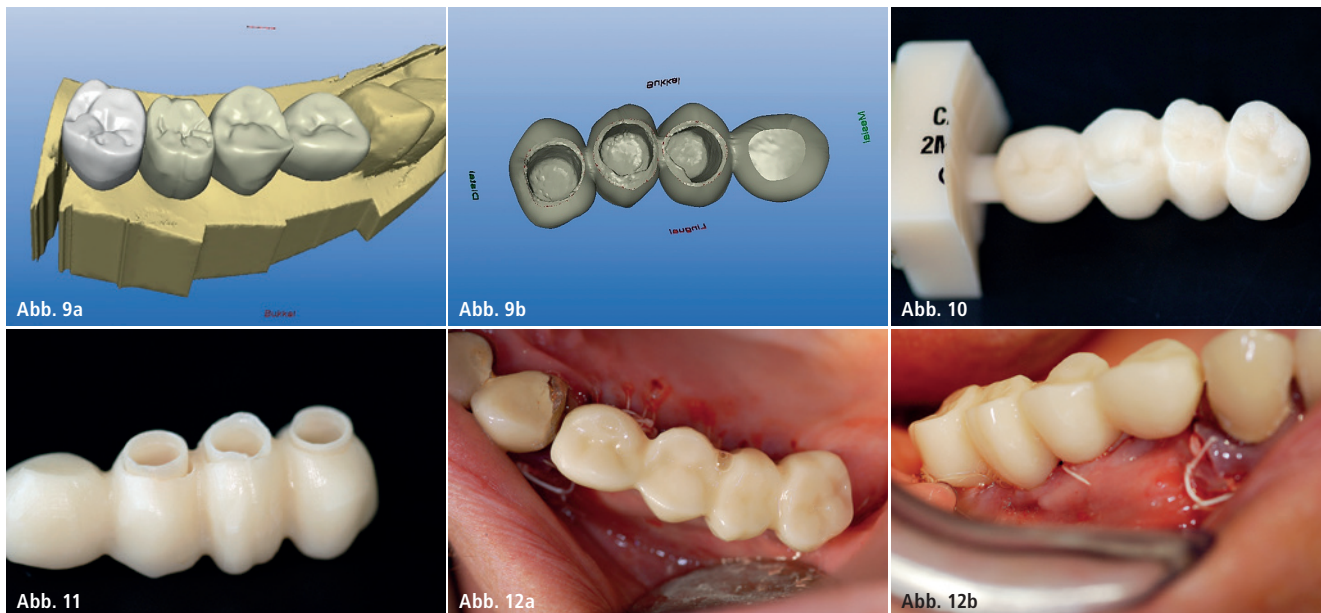 Bukkal
Abb. 9a
Bukkal
Mesial
Distal
Lingual
Abb. 9b
C
2M
Abb. 10
Abb. 11
Abb. 12a
Abb. 12b